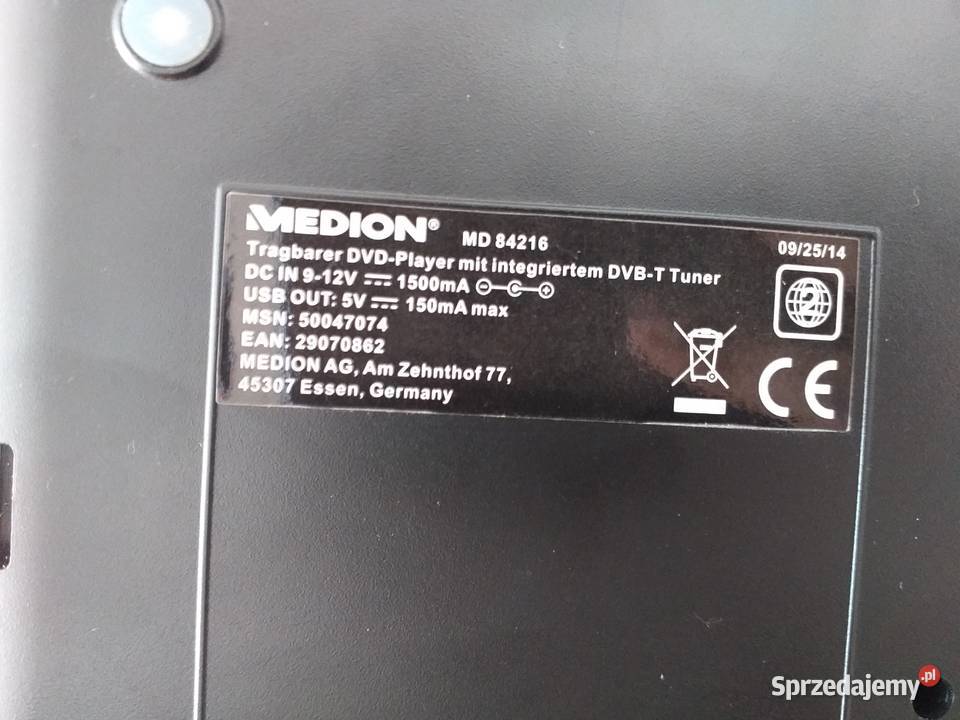 MEDION® MD 84216 09/25/14
Tragbarer DVD-Player mit integriertem DVB-T Tuner
DC IN 9-12V ⎓ 1500mA
USB OUT: 5V ⎓ 150mA max
MSN: 50047074
EAN: 29070862
MEDION AG, Am Zehnthof 77,
45307 Essen, Germany
2
CE
Sprzedajemy.pl